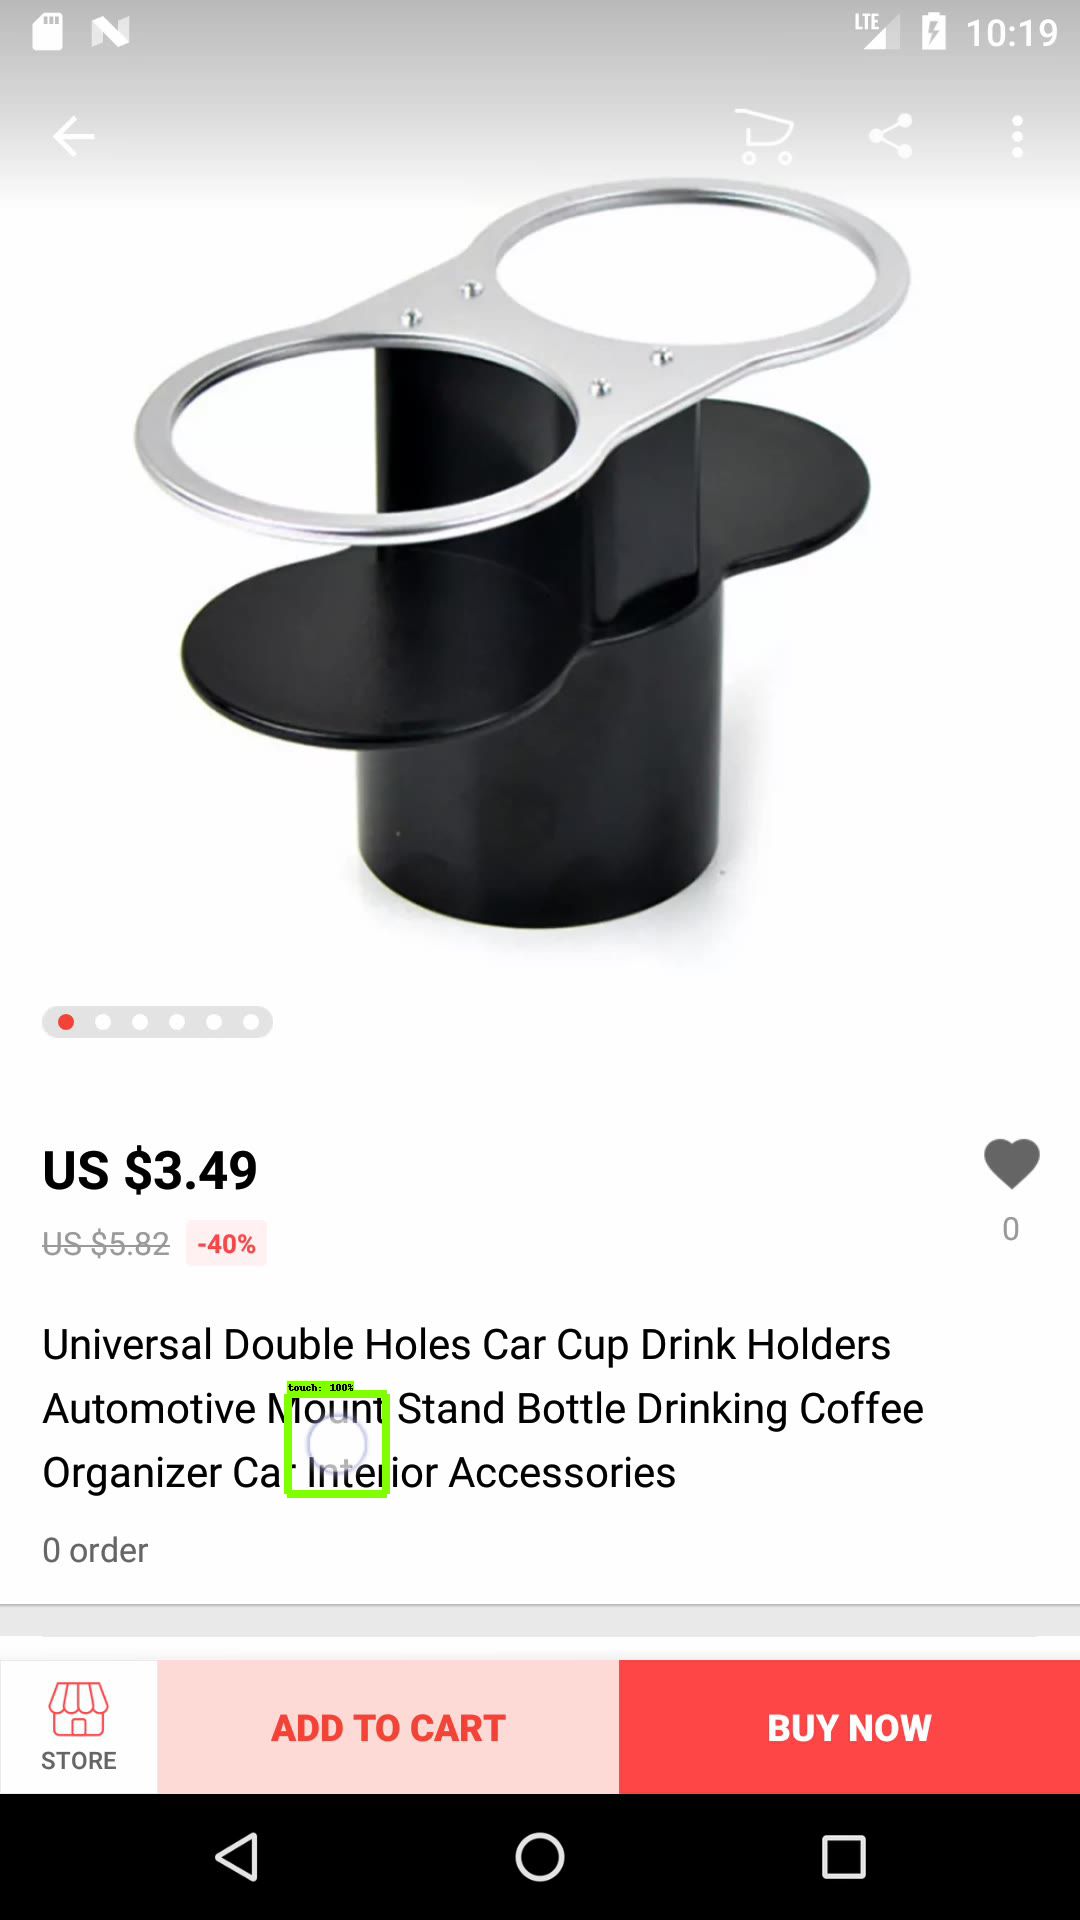 LTE 10:19
US $3.49
US $5.82 -40%
0
Universal Double Holes Car Cup Drink Holders
touch: 100%
Automotive Mount Stand Bottle Drinking Coffee
Organizer Car Interior Accessories
0 order
STORE
ADD TO CART
BUY NOW